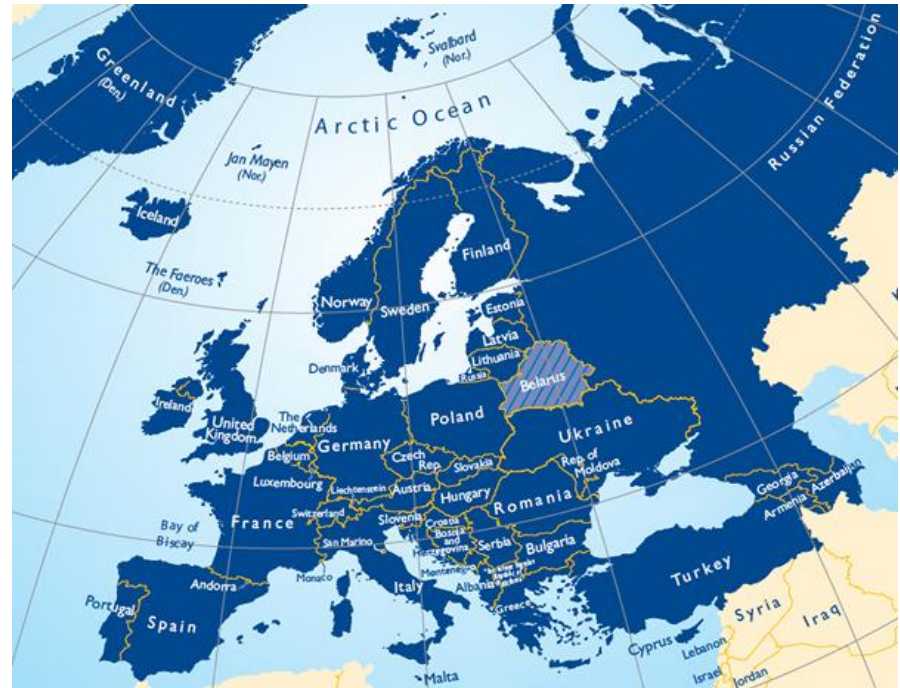 Svalbard
(Nor.)
Greenland
(Den.)
Arctic Ocean
Russian Federation
Jan Mayen
(Nor.)
Iceland
Finland
The Faeroes
(Den.)
Norway
Sweden
Estonia
Latvia
Lithuania
Denmark
Russia
Belarus
Ireland
United
Kingdom
The
Netherlands
Poland
Germany
Ukraine
Belgium
Czech
Rep.
Slovakia
Rep. of
Moldova
Luxembourg
Liechtenstein
Austria
Hungary
Romania
Georgia
Azerbaijan
Armenia
France
Switzerland
Slovenia
Croatia
Bosnia
and
Herzegovina
Bay of
Biscay
San Marino
Serbia
Bulgaria
Monaco
Montenegro
Andorra
Italy
Albania
Turkey
Portugal
Spain
Greece
Syria
Iraq
Cyprus
Lebanon
Malta
Israel
Jordan